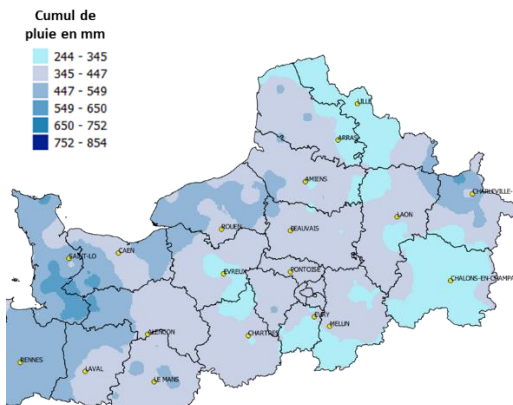 Cumul de
pluie en mm
244 - 345
345 - 447
447 - 549
549 - 650
650 - 752
752 - 854
LILLE
ARRAS
AMIENS
CHARLEVILLE-
ROUEN
BEAUVAIS
LAON
CAEN
SAINT-LO
EVREUX
PONTOISE
CHALONS-EN-CHAMPA
EVRY
MELUN
ALENCON
CHARTRES
RENNES
LAVAL
LE MANS